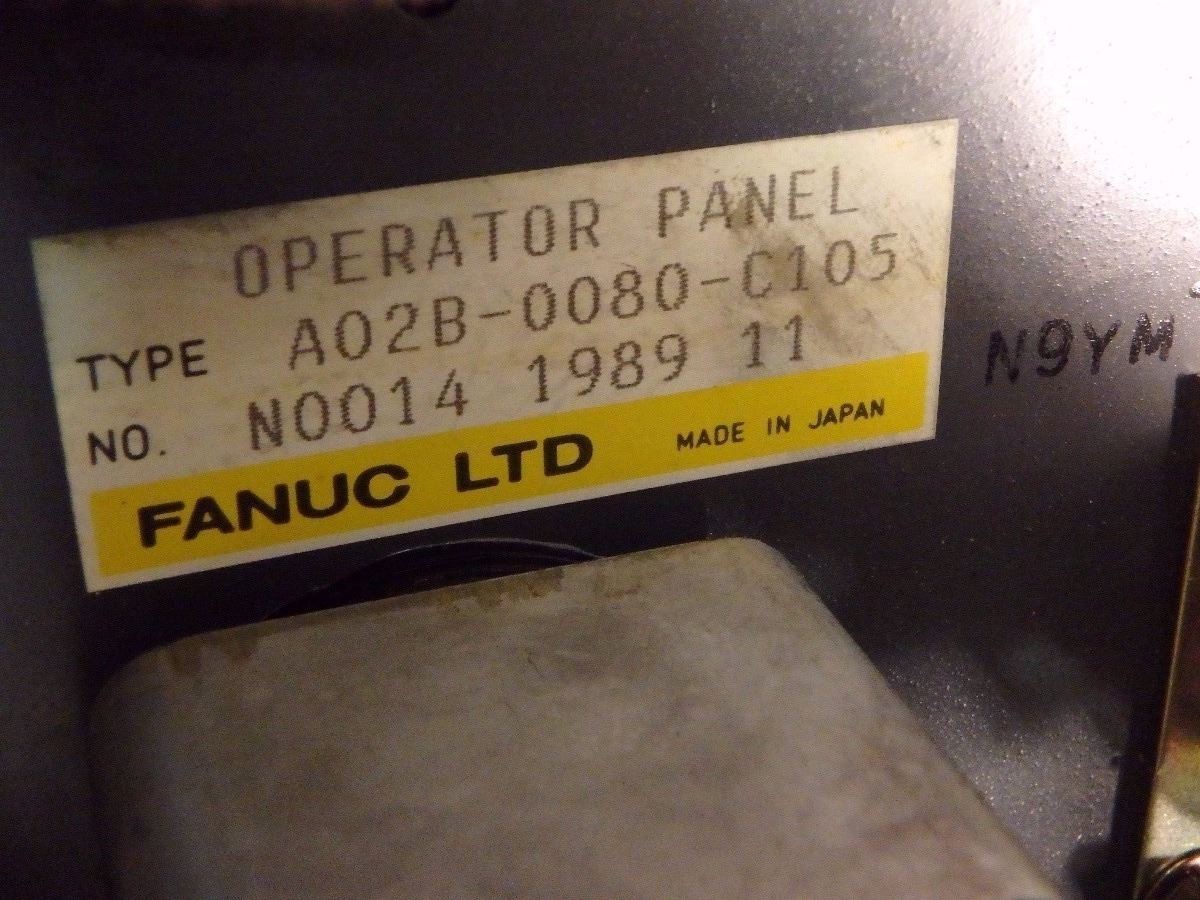 OPERATOR PANEL
TYPE A02B-0080-C105
NO. N0014 1989 11
FANUC LTD MADE IN JAPAN
N9YM